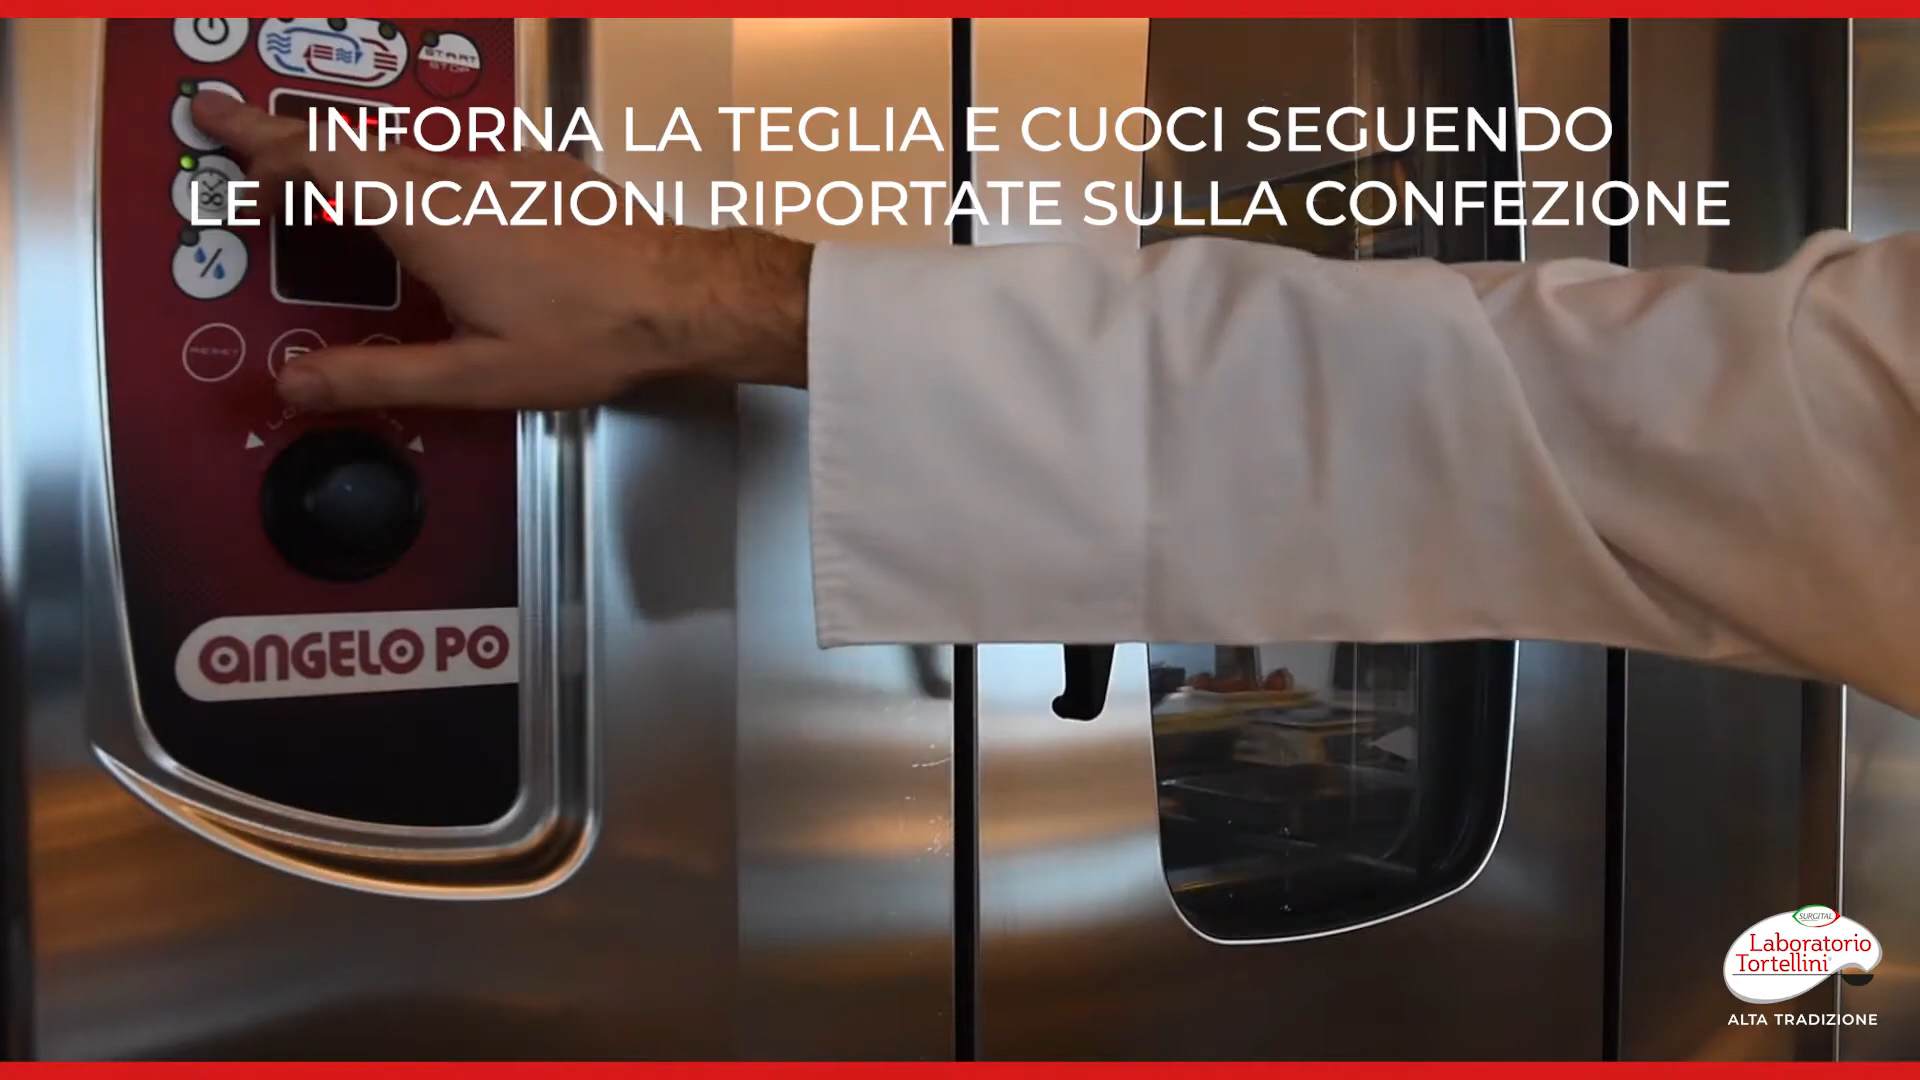 START
STOP
INFORNA LA TEGLIA E CUOCI SEGUENDO
LE INDICAZIONI RIPORTATE SULLA CONFEZIONE
RESET
ANGELO PO
SURGITAL
Laboratorio
Tortellini
ALTA TRADIZIONE